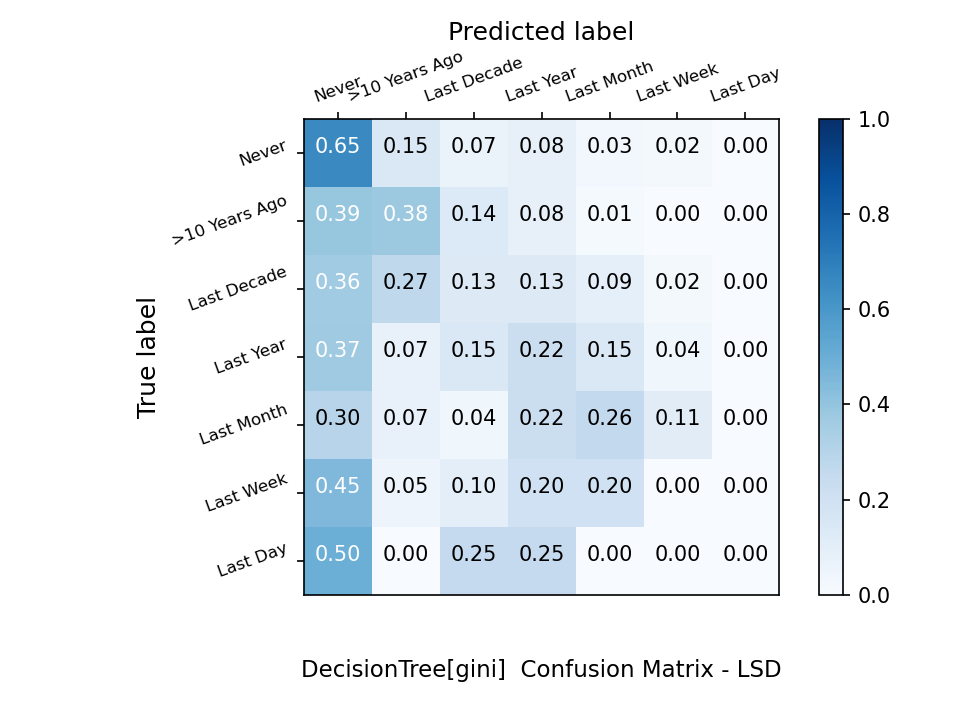 Predicted label
Never >10 Years Ago Last Decade Last Year Last Month Last Week Last Day
True label
Never 0.65 0.15 0.07 0.08 0.03 0.02 0.00
>10 Years Ago 0.39 0.38 0.14 0.08 0.01 0.00 0.00
Last Decade 0.36 0.27 0.13 0.13 0.09 0.02 0.00
Last Year 0.37 0.07 0.15 0.22 0.15 0.04 0.00
Last Month 0.30 0.07 0.04 0.22 0.26 0.11 0.00
Last Week 0.45 0.05 0.10 0.20 0.20 0.00 0.00
Last Day 0.50 0.00 0.25 0.25 0.00 0.00 0.00
1.0
0.8
0.6
0.4
0.2
0.0
DecisionTree[gini] Confusion Matrix - LSD